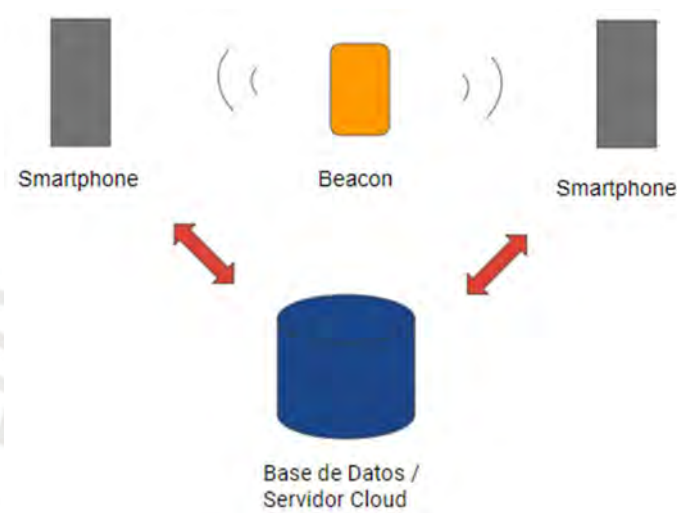 Smartphone
Beacon
Smartphone
Base de Datos /
Servidor Cloud